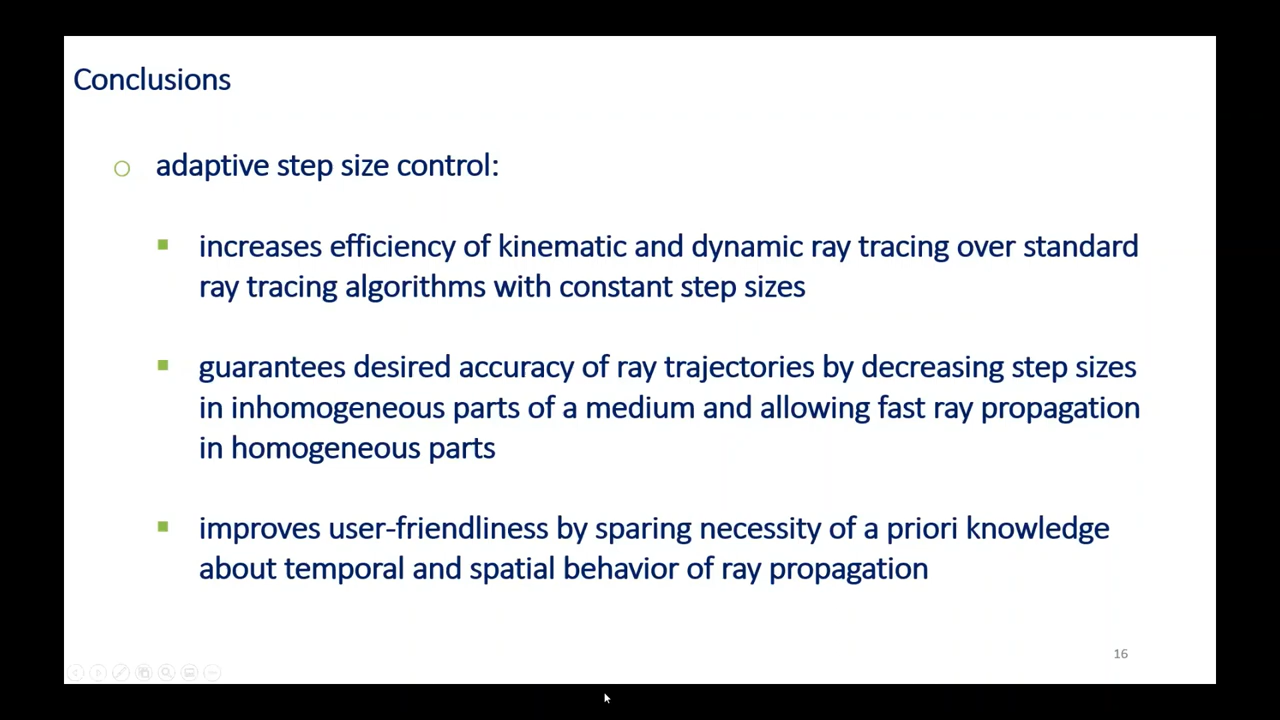 Conclusions
adaptive step size control:
increases efficiency of kinematic and dynamic ray tracing over standard
ray tracing algorithms with constant step sizes
guarantees desired accuracy of ray trajectories by decreasing step sizes
in inhomogeneous parts of a medium and allowing fast ray propagation
in homogeneous parts
improves user-friendliness by sparing necessity of a priori knowledge
about temporal and spatial behavior of ray propagation
16